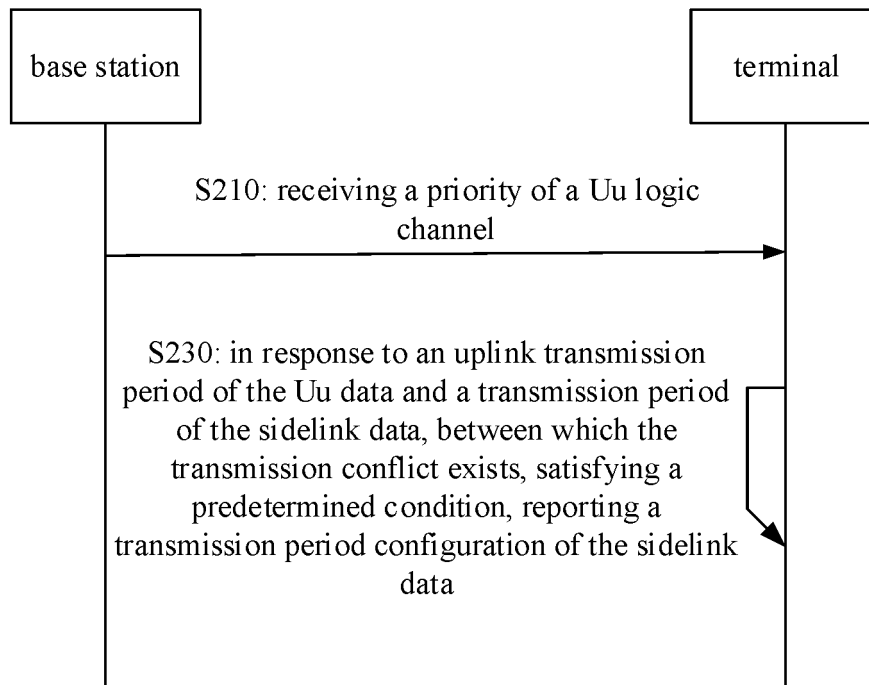 base station
terminal
S210: receiving a priority of a Uu logic
channel
S230: in response to an uplink transmission
period of the Uu data and a transmission period
of the sidelink data, between which the
transmission conflict exists, satisfying a
predetermined condition, reporting a
transmission period configuration of the sidelink
data